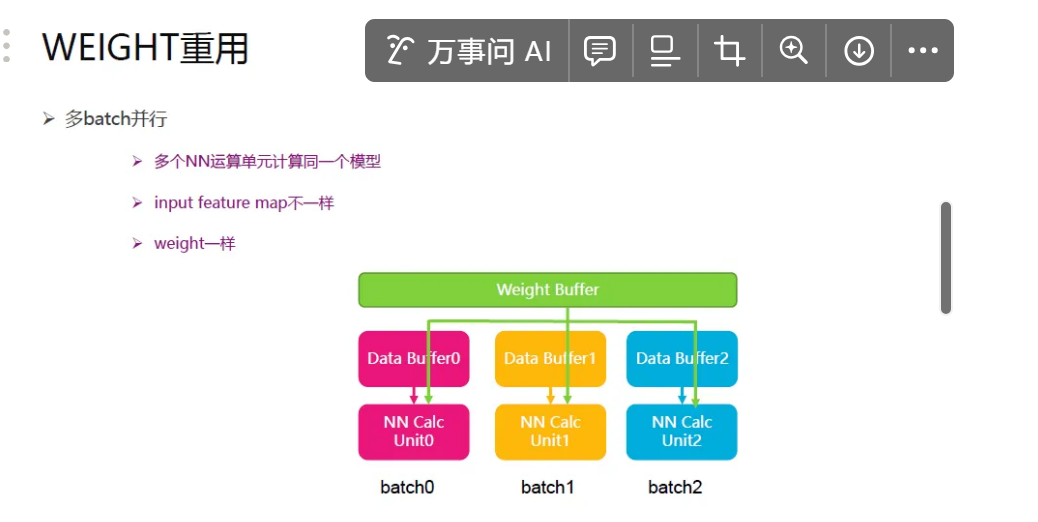 WEIGHT重用
万事问 AI
多batch并行
多个NN运算单元计算同一个模型
input feature map不一样
weight一样
Weight Buffer
Data Buffer0
Data Buffer1
Data Buffer2
NN Calc
Unit0
NN Calc
Unit1
NN Calc
Unit2
batch0
batch1
batch2